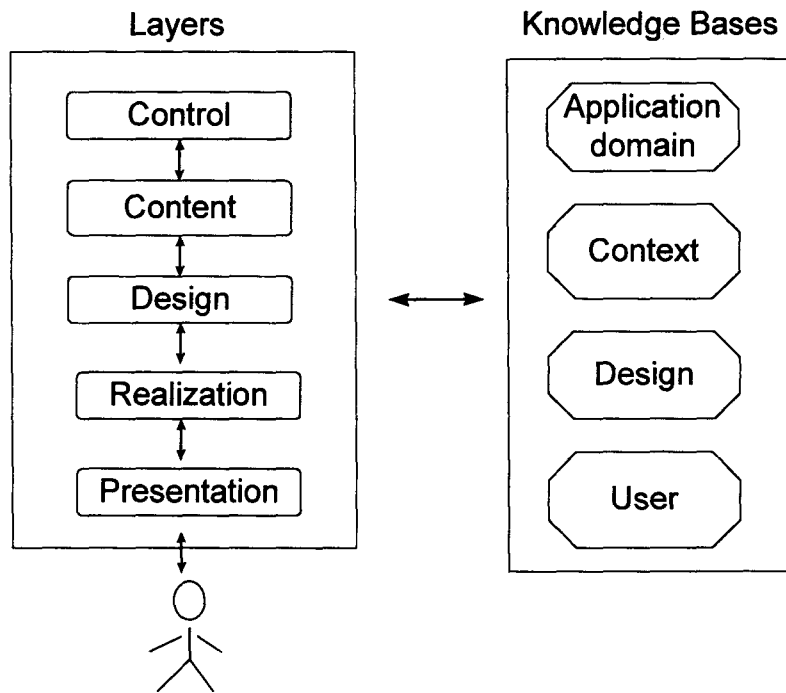 Layers
Control
Content
Design
Realization
Presentation
Knowledge Bases
Application
domain
Context
Design
User